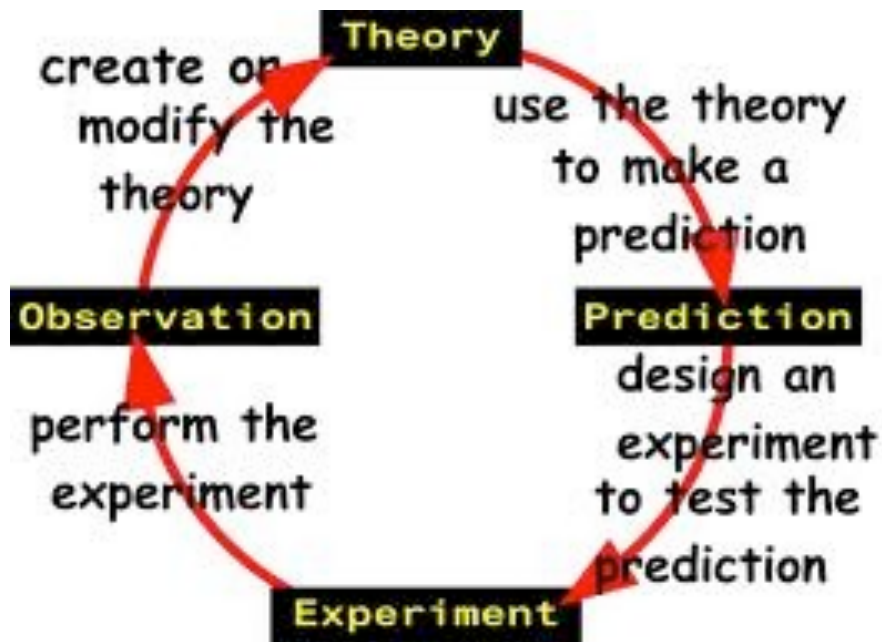 Theory
use the theory
to make a
prediction
Prediction
design an
experiment
to test the
prediction
Experiment
perform the
experiment
Observation
create or
modify the
theory